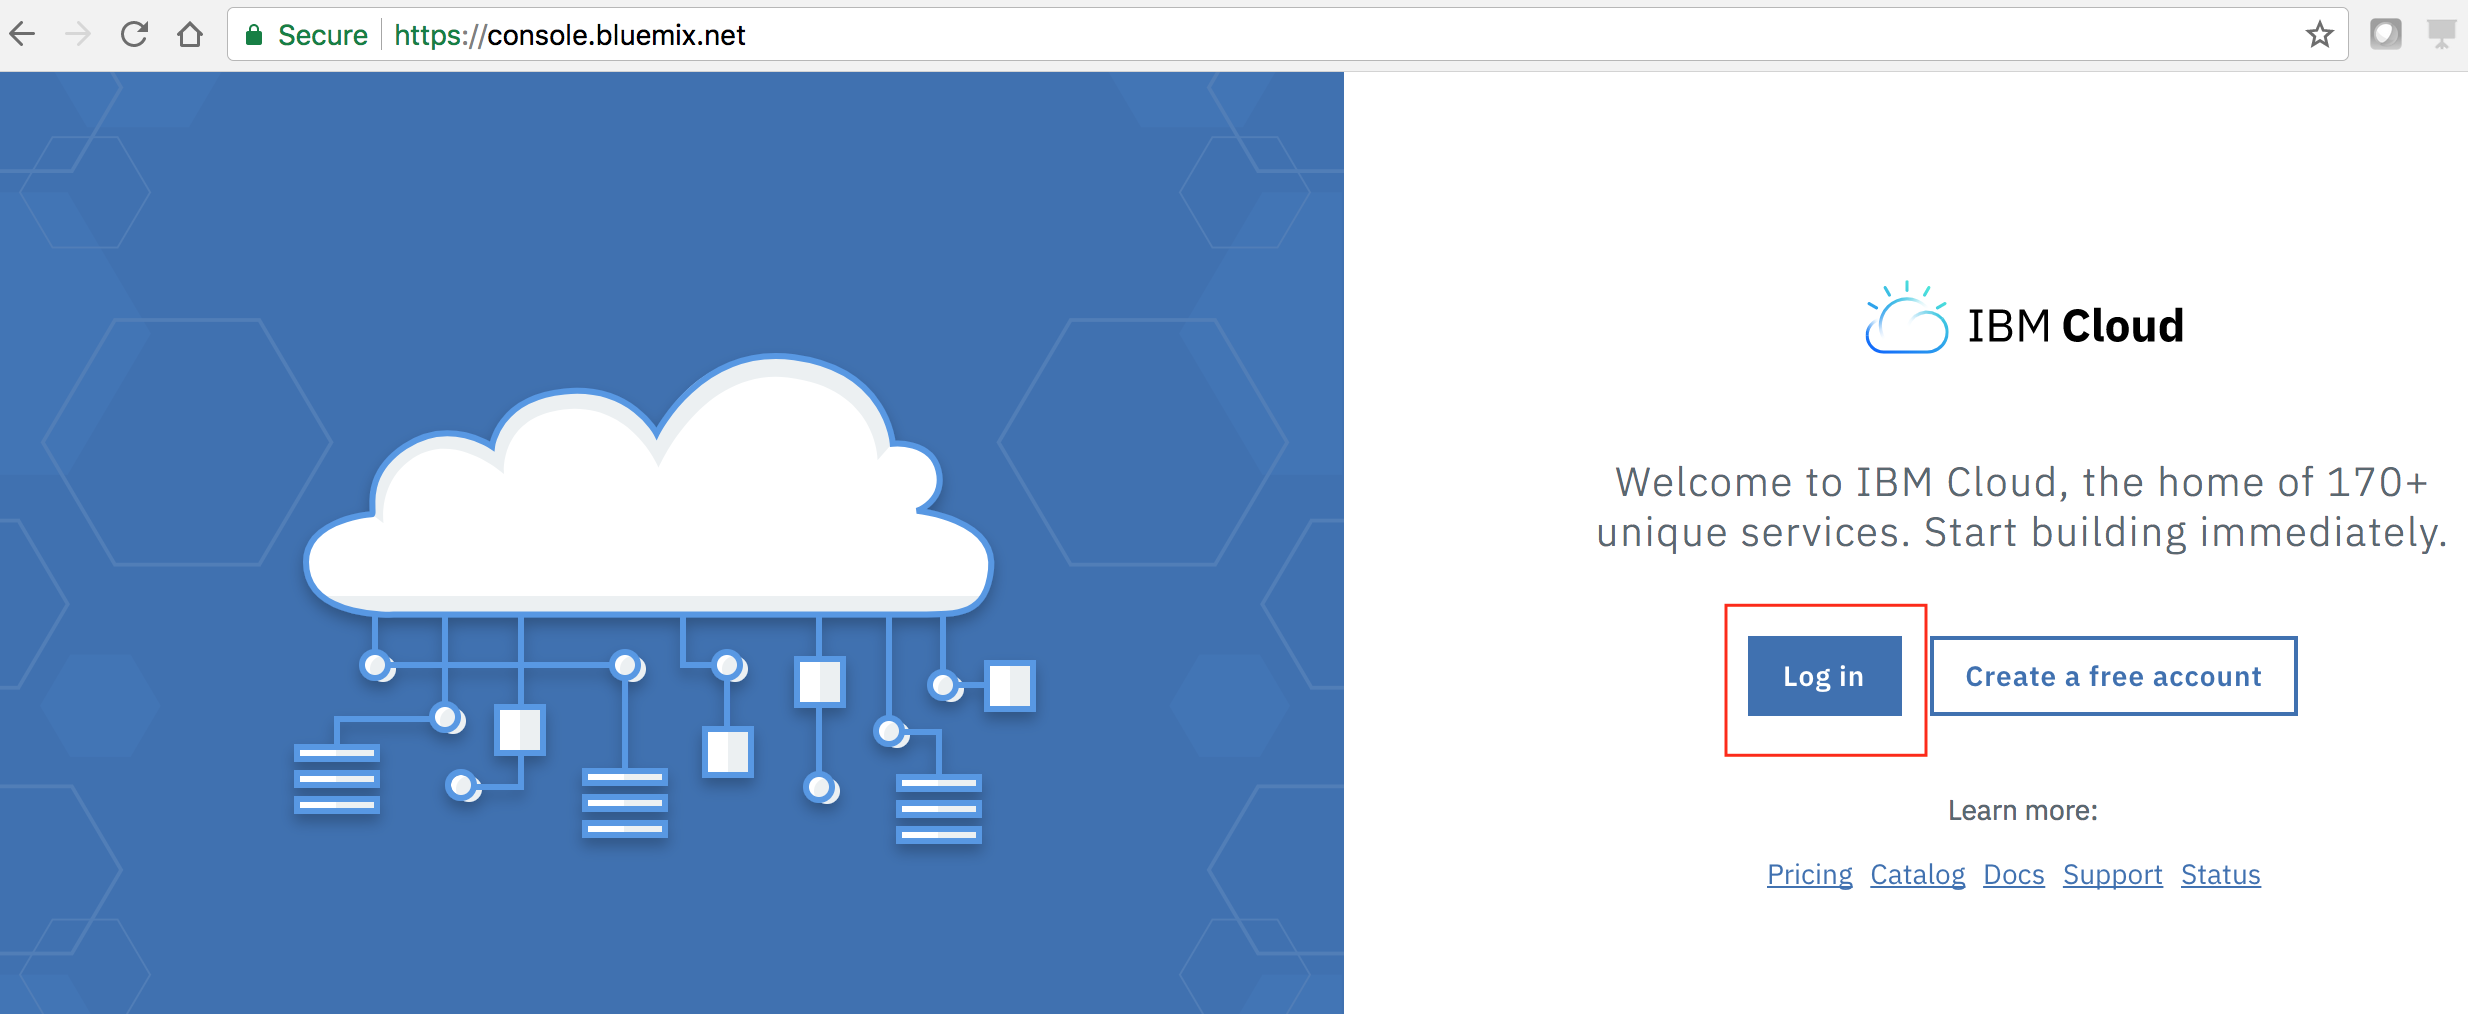 Secure https://console.bluemix.net
IBM Cloud
Welcome to IBM Cloud, the home of 170+
unique services. Start building immediately.
Log in Create a free account
Learn more:
Pricing Catalog Docs Support Status